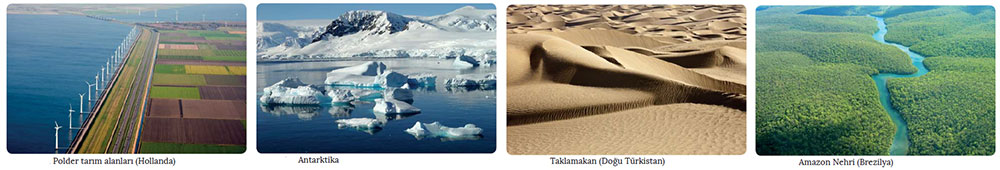 Polder tarım alanları (Hollanda)
Antarktika
Taklamakan (Doğu Türkistan)
Amazon Nehri (Brezilya)